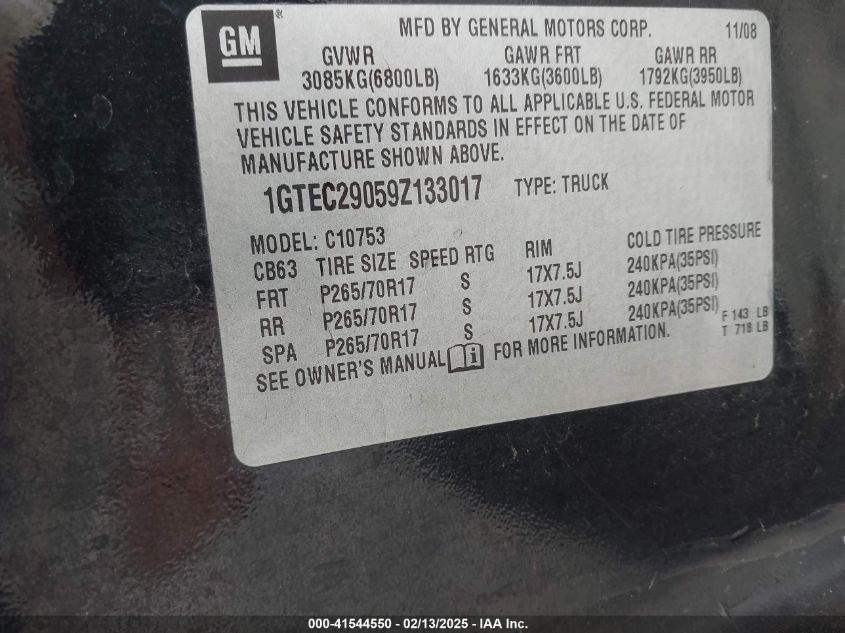 GM ®
MFD BY GENERAL MOTORS CORP. 11/08
GVWR GAWR FRT GAWR RR
3085KG(6800LB) 1633KG(3600LB) 1792KG(3950LB)
THIS VEHICLE CONFORMS TO ALL APPLICABLE U.S. FEDERAL MOTOR
VEHICLE SAFETY STANDARDS IN EFFECT ON THE DATE OF
MANUFACTURE SHOWN ABOVE.
1GTEC29059Z133017 TYPE: TRUCK
MODEL: C10753
CB63 TIRE SIZE SPEED RTG RIM COLD TIRE PRESSURE
FRT P265/70R17 S 17X7.5J 240KPA(35PSI)
RR P265/70R17 S 17X7.5J 240KPA(35PSI)
SPA P265/70R17 S 17X7.5J 240KPA(35PSI)
F 143 LB
T 718 LB
SEE OWNER'S MANUAL i FOR MORE INFORMATION.
000-41544550 - 02/13/2025 - IAA Inc.